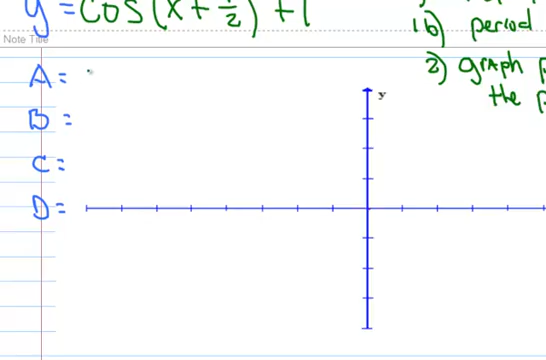 y = cos(x + /2) + 1
Note Title
A =
B =
C =
D =
y
1b) period
2) graph
the